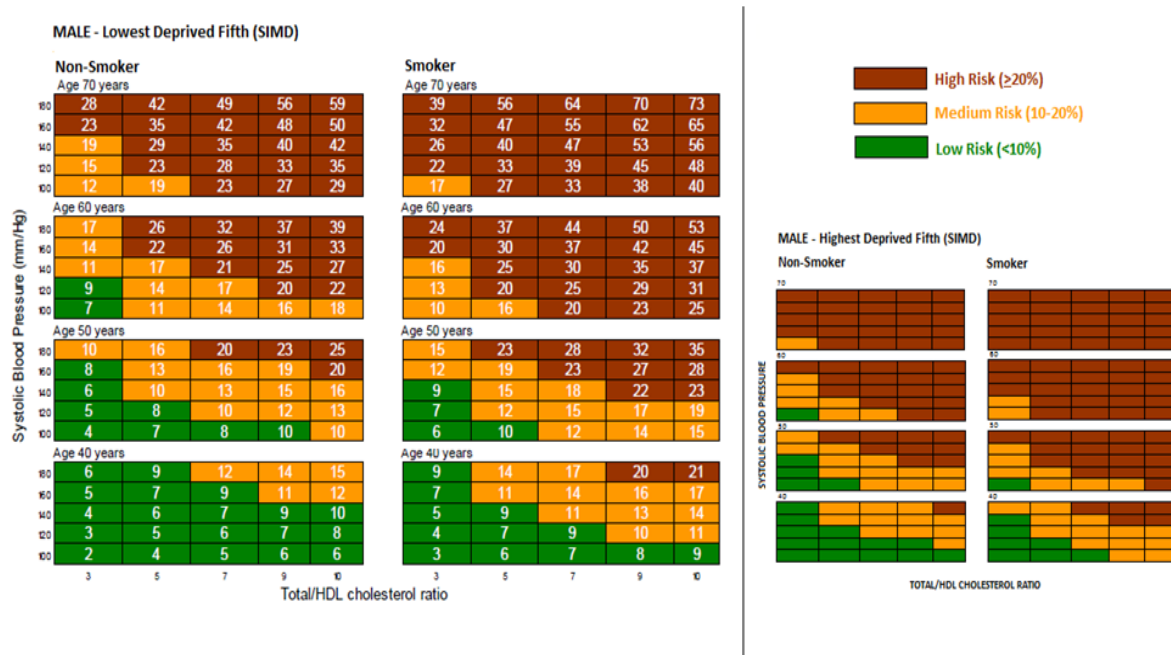 MALE - Lowest Deprived Fifth (SIMD)
Non-Smoker
Age 70 years
180 28 42 49 56 59
160 23 35 42 48 50
140 19 29 35 40 42
120 15 23 28 33 35
100 12 19 23 27 29
Age 60 years
180 17 26 32 37 39
160 14 22 26 31 33
140 11 17 21 25 27
120 9 14 17 20 22
100 7 11 14 16 18
Age 50 years
180 10 16 20 23 25
160 8 13 16 19 20
140 6 10 13 15 16
120 5 8 10 12 13
100 4 7 8 10 10
Age 40 years
180 6 9 12 14 15
160 5 7 9 11 12
140 4 6 7 9 10
120 3 5 6 7 8
100 2 4 5 6 6
3 5 7 9 10
Smoker
Age 70 years
39 56 64 70 73
32 47 55 62 65
26 40 47 53 56
22 33 39 45 48
17 27 33 38 40
Age 60 years
24 37 44 50 53
20 30 37 42 45
16 25 30 35 37
13 20 25 29 31
10 16 20 23 25
Age 50 years
15 23 28 32 35
12 19 23 27 28
9 15 18 22 23
7 12 15 17 19
6 10 12 14 15
Age 40 years
9 14 17 20 21
7 11 14 16 17
5 9 11 13 14
4 7 9 10 11
3 6 7 8 9
3 5 7 9 10
Systolic Blood Pressure (mm/Hg)
Total/HDL cholesterol ratio
High Risk (≥20%)
Medium Risk (10-20%)
Low Risk (<10%)
MALE - Highest Deprived Fifth (SIMD)
Non-Smoker
70
60
50
40
Smoker
70
60
50
40
SYSTOLIC BLOOD PRESSURE
TOTAL/HDL CHOLESTEROL RATIO